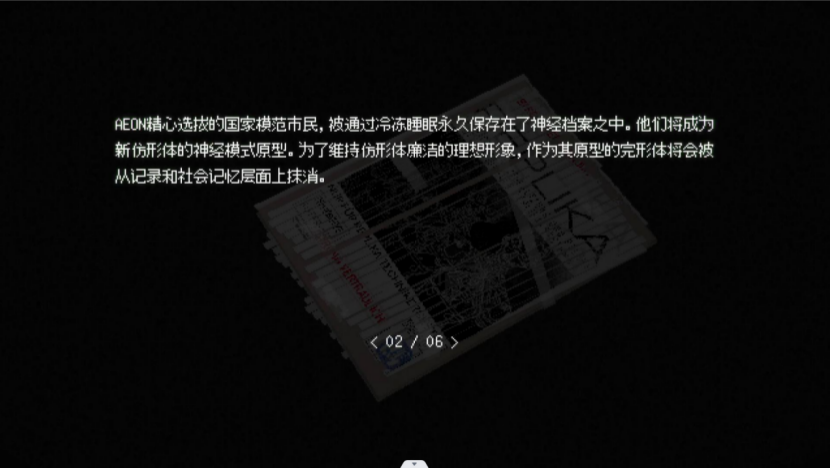 AEON精心选拔的国家模范市民，被通过冷冻睡眠永久保存在了神经档案之中。他们将成为
新仿形体的神经模式原型。为了维持仿形体廉洁的理想形象，作为其原型的完形体将会被
从记录和社会记忆层面上抹消。
< 02 / 06 >